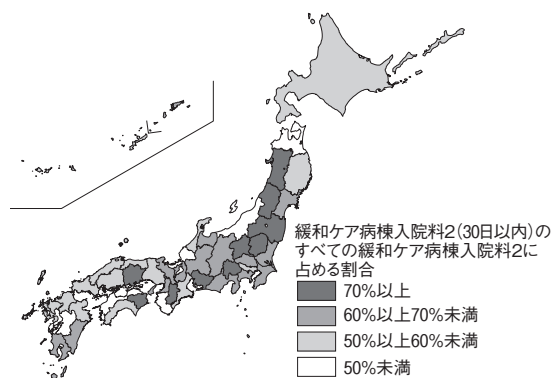 緩和ケア病棟入院料2（30日以内）の
すべての緩和ケア病棟入院料2に
占める割合
70％以上
60％以上70％未満
50％以上60％未満
50％未満